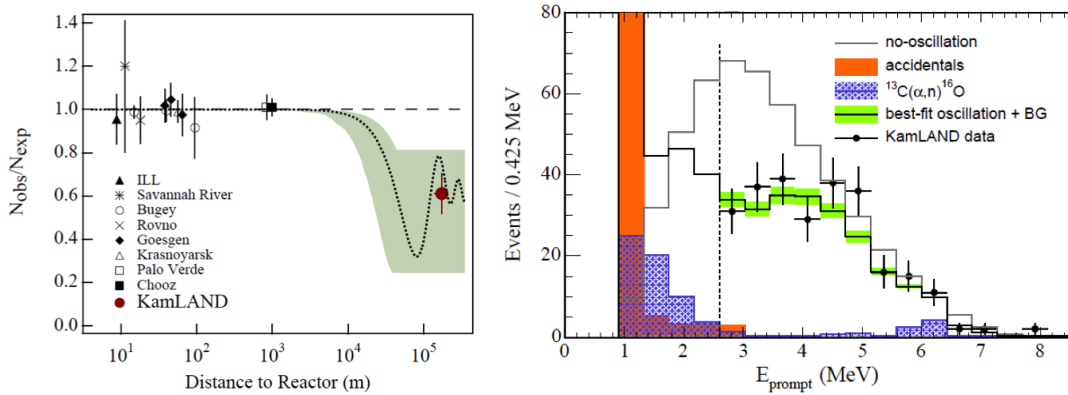 1.4
1.2
1.0
0.8
0.6
0.4
0.2
0.0
N_obs/N_exp
ILL
Savannah River
Bugey
Rovno
Goesgen
Krasnoyarsk
Palo Verde
Chooz
KamLAND
10^1 10^2 10^3 10^4 10^5
Distance to Reactor (m)
80
60
40
20
0
Events / 0.425 MeV
no-oscillation
accidentals
^13C(α,n)^16O
best-fit oscillation + BG
KamLAND data
0 1 2 3 4 5 6 7 8
E_prompt (MeV)